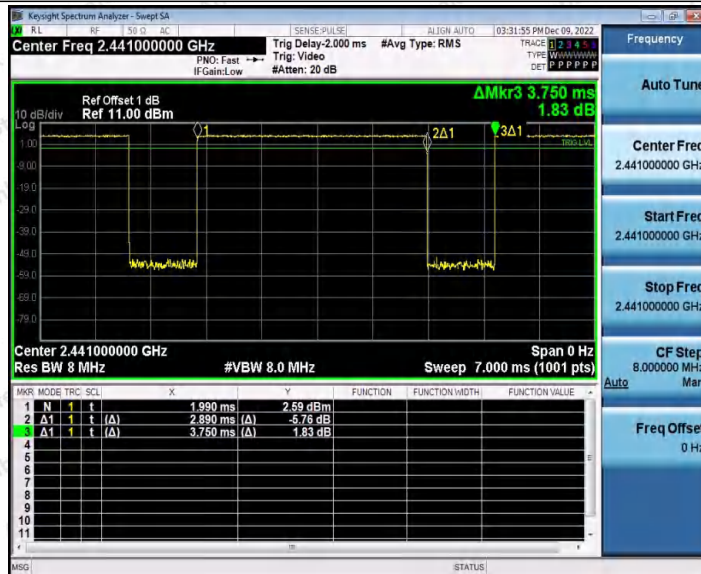 Keysight Spectrum Analyzer - Swept SA
RL RF 50 Ω AC SENSE:PULSE ALIGN AUTO 03:31:55 PM Dec 09, 2022
Center Freq 2.441000000 GHz
PNO: Fast
IFGain:Low
Trig Delay-2.000 ms
Trig: Video
#Atten: 20 dB
#Avg Type: RMS
TRACE 1 2 3 4 5 6
TYPE WWWWWW
DET P P P P P P
ΔMkr3 3.750 ms
1.83 dB
Ref Offset 1 dB
10 dB/div Ref 11.00 dBm
Log
1.00
-9.00
-19.0
-29.0
-39.0
-49.0
-59.0
-69.0
-79.0
1
2Δ1
3Δ1
TRIG LVL
Center 2.441000000 GHz Span 0 Hz
Res BW 8 MHz #VBW 8.0 MHz Sweep 7.000 ms (1001 pts)
MKR MODE TRC SCL X Y FUNCTION FUNCTION WIDTH FUNCTION VALUE
1 N 1 t 1.990 ms 2.59 dBm
2 Δ1 1 t (Δ) 2.890 ms (Δ) -5.76 dB
3 Δ1 1 t (Δ) 3.750 ms (Δ) 1.83 dB
4
5
6
7
8
9
10
11
MSG STATUS
Frequency
Auto Tune
Center Freq
2.441000000 GHz
Start Freq
2.441000000 GHz
Stop Freq
2.441000000 GHz
CF Step
8.000000 MHz
Auto Man
Freq Offset
0 Hz